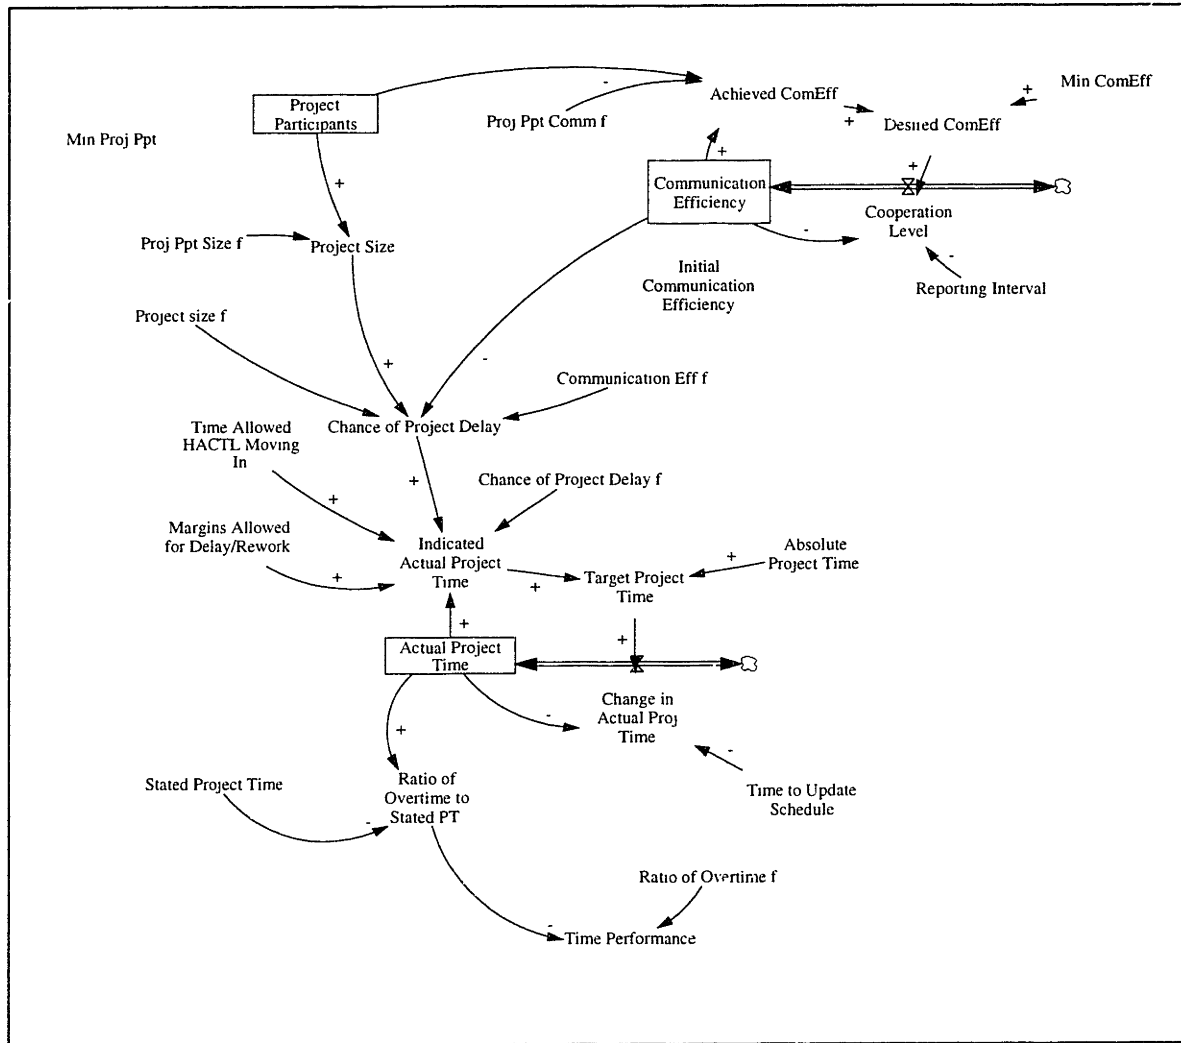 Project
Participants
Min Proj Ppt
Proj Ppt Comm f
-
Achieved ComEff
+
Min ComEff
+
Desired ComEff
+
+
Communication
Efficiency
+
Cooperation
Level
-
-
Reporting Interval
Initial
Communication
Efficiency
+
Proj Ppt Size f
Project Size
Project size f
+
-
Communication Eff f
Chance of Project Delay
Time Allowed
HACTL Moving
In
+
+
Chance of Project Delay f
Margins Allowed
for Delay/Rework
+
Indicated
Actual Project
Time
+
Target Project
Time
+
Absolute
Project Time
+
+
Actual Project
Time
-
Change in
Actual Proj
Time
-
Time to Update
Schedule
+
Stated Project Time
-
Ratio of
Overtime to
Stated PT
Ratio of Overtime f
-
Time Performance